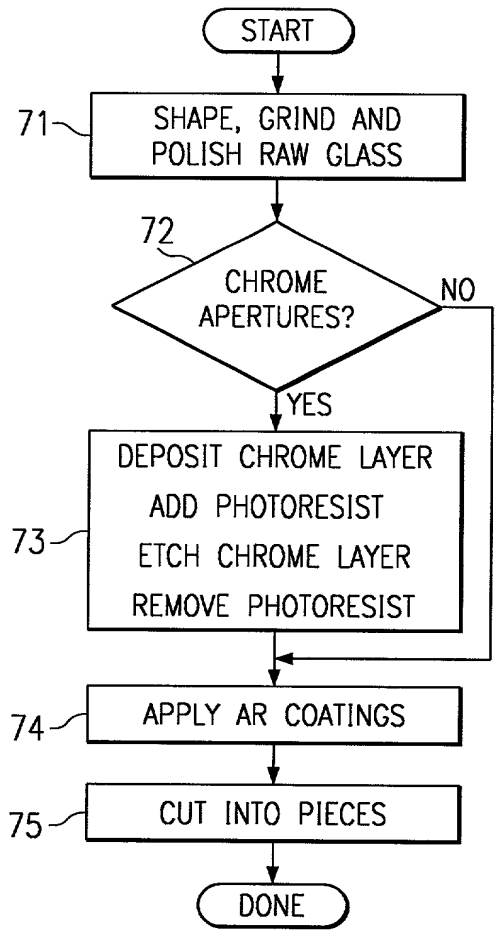 START
71
SHAPE, GRIND AND
POLISH RAW GLASS
72
CHROME
APERTURES?
NO
YES
73
DEPOSIT CHROME LAYER
ADD PHOTORESIST
ETCH CHROME LAYER
REMOVE PHOTORESIST
74
APPLY AR COATINGS
75
CUT INTO PIECES
DONE